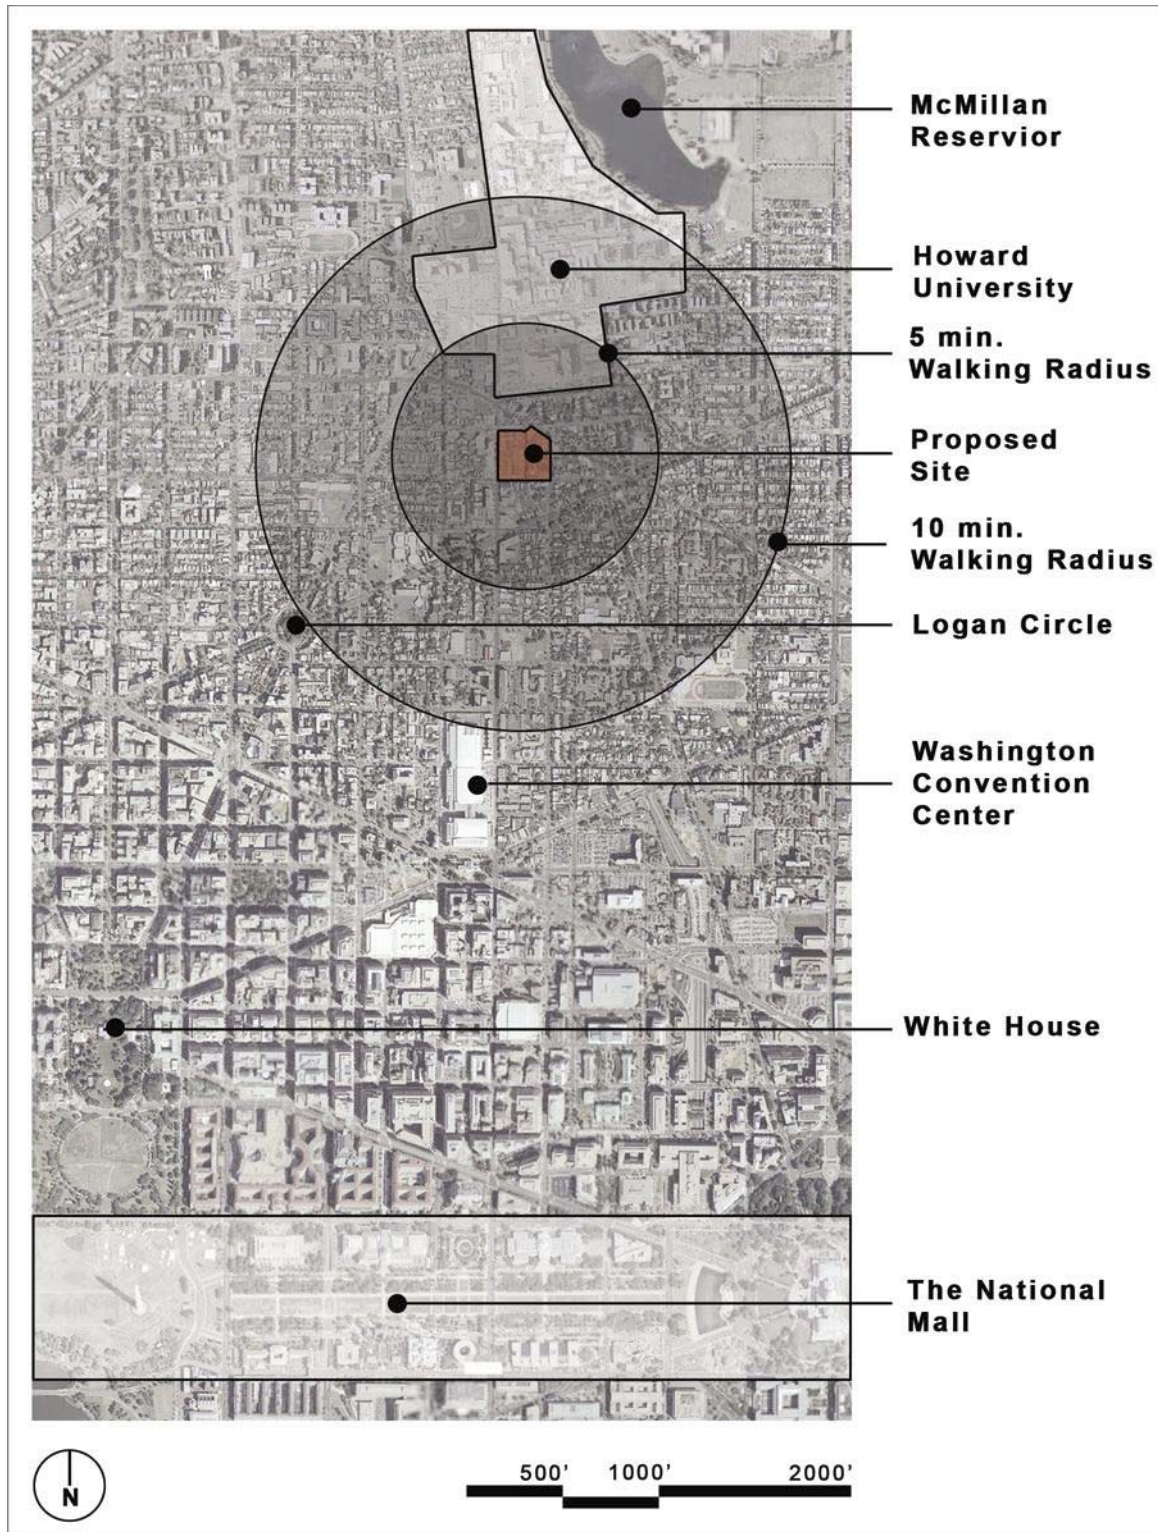 McMillan
Reservior
Howard
University
5 min.
Walking Radius
Proposed
Site
10 min.
Walking Radius
Logan Circle
Washington
Convention
Center
White House
The National
Mall
N
500' 1000' 2000'